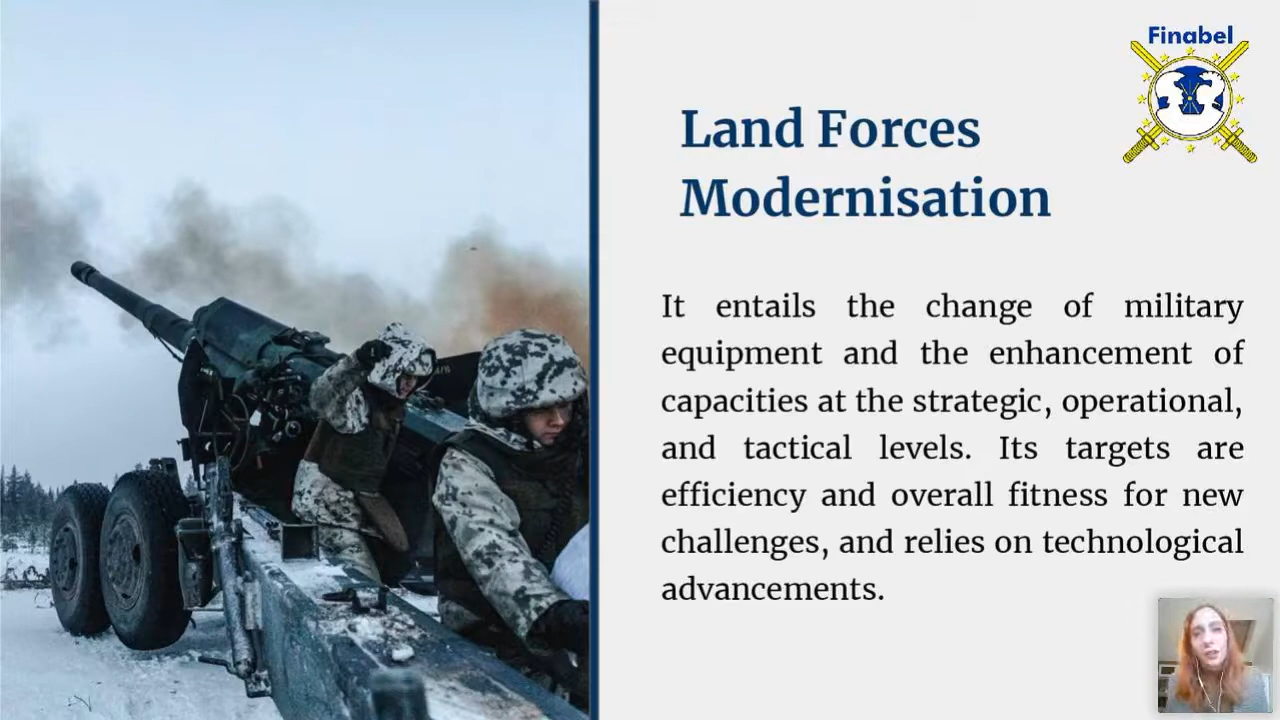 Finabel
Land Forces
Modernisation
It entails the change of military
equipment and the enhancement of
capacities at the strategic, operational,
and tactical levels. Its targets are
efficiency and overall fitness for new
challenges, and relies on technological
advancements.